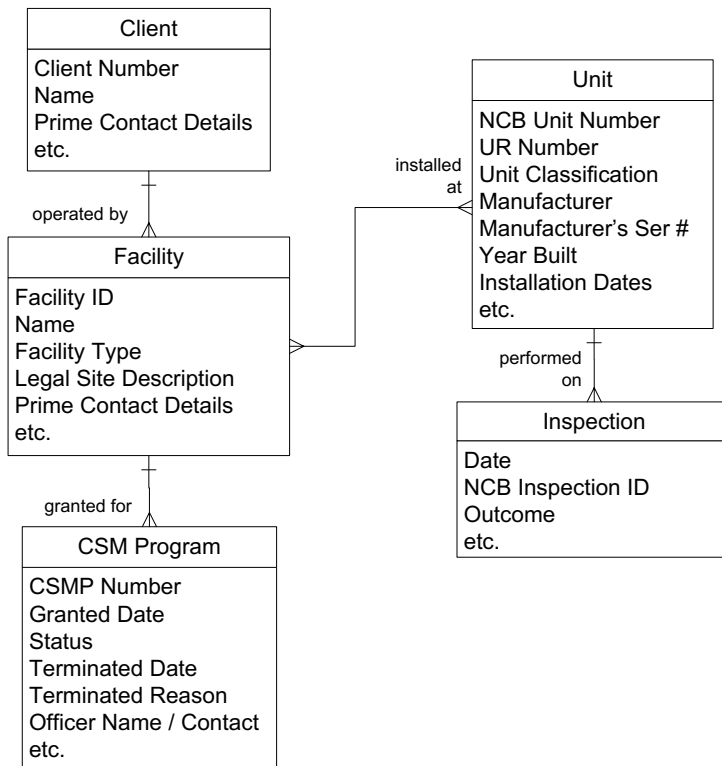 Client
Client Number
Name
Prime Contact Details
etc.
operated by
Facility
Facility ID
Name
Facility Type
Legal Site Description
Prime Contact Details
etc.
granted for
CSM Program
CSMP Number
Granted Date
Status
Terminated Date
Terminated Reason
Officer Name / Contact
etc.
installed
at
Unit
NCB Unit Number
UR Number
Unit Classification
Manufacturer
Manufacturer’s Ser #
Year Built
Installation Dates
etc.
performed
on
Inspection
Date
NCB Inspection ID
Outcome
etc.